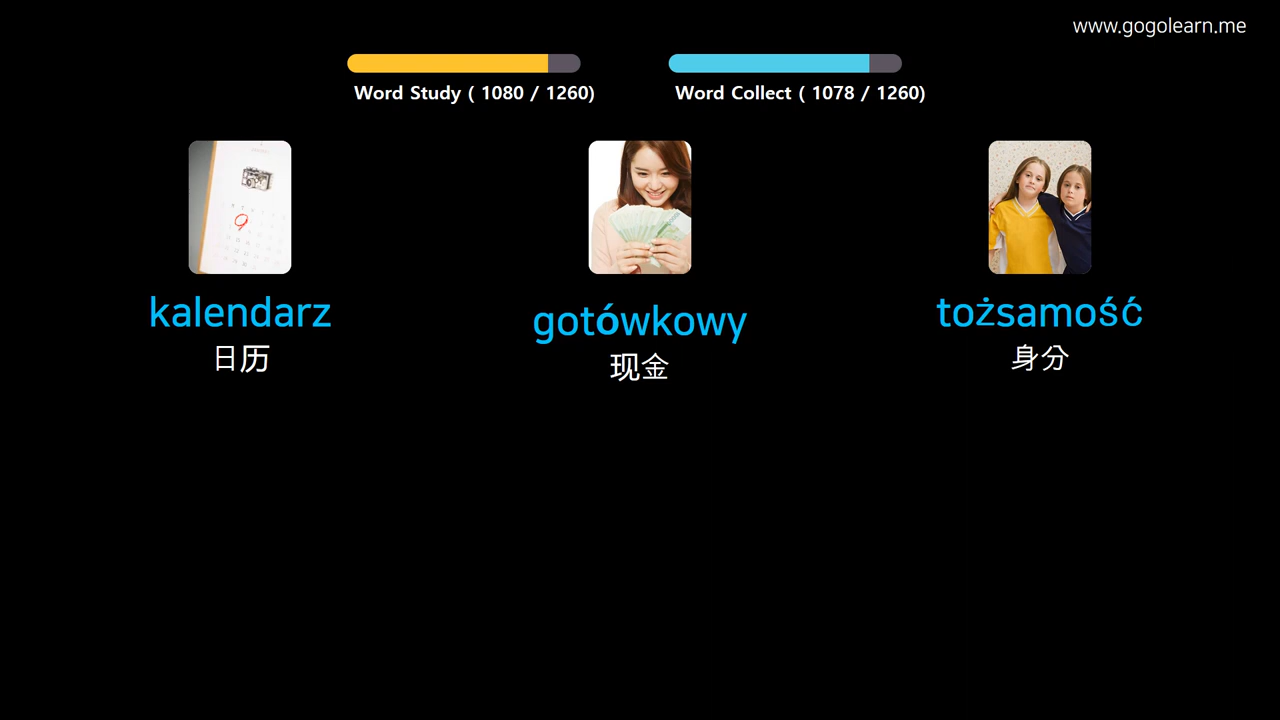 www.gogolearn.me
Word Study ( 1080 / 1260)
Word Collect ( 1078 / 1260)
9
kalendarz
gotówkowy
tożsamość
日历
现金
身分